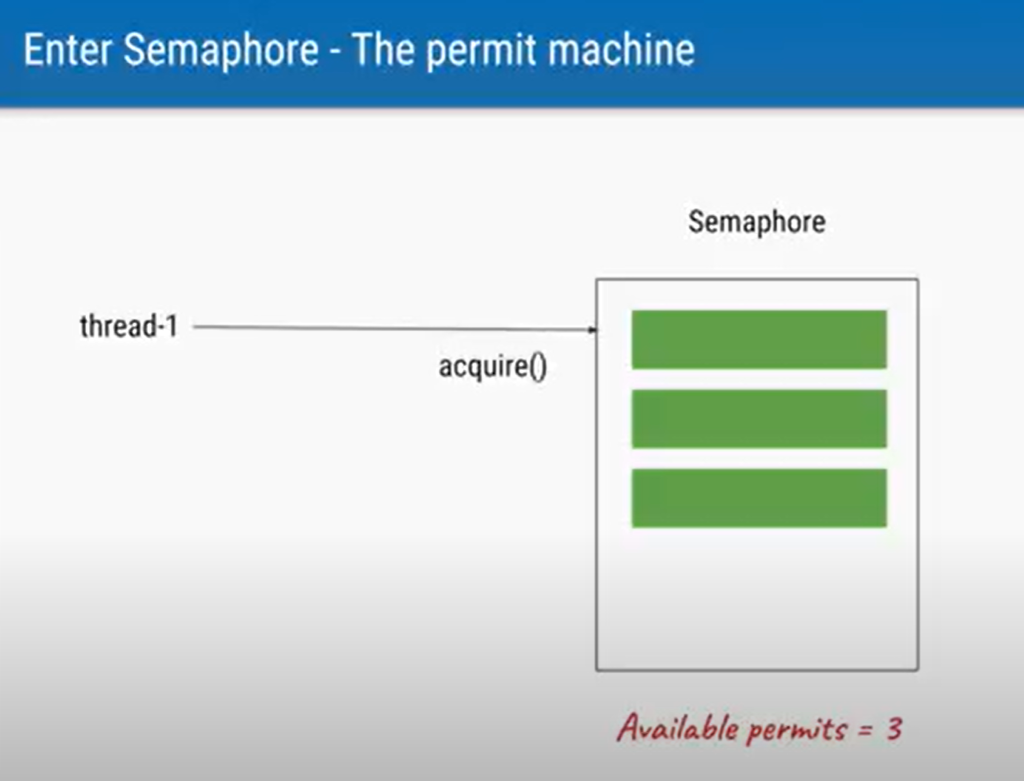 Enter Semaphore - The permit machine
Semaphore
thread-1
acquire()
Available permits = 3